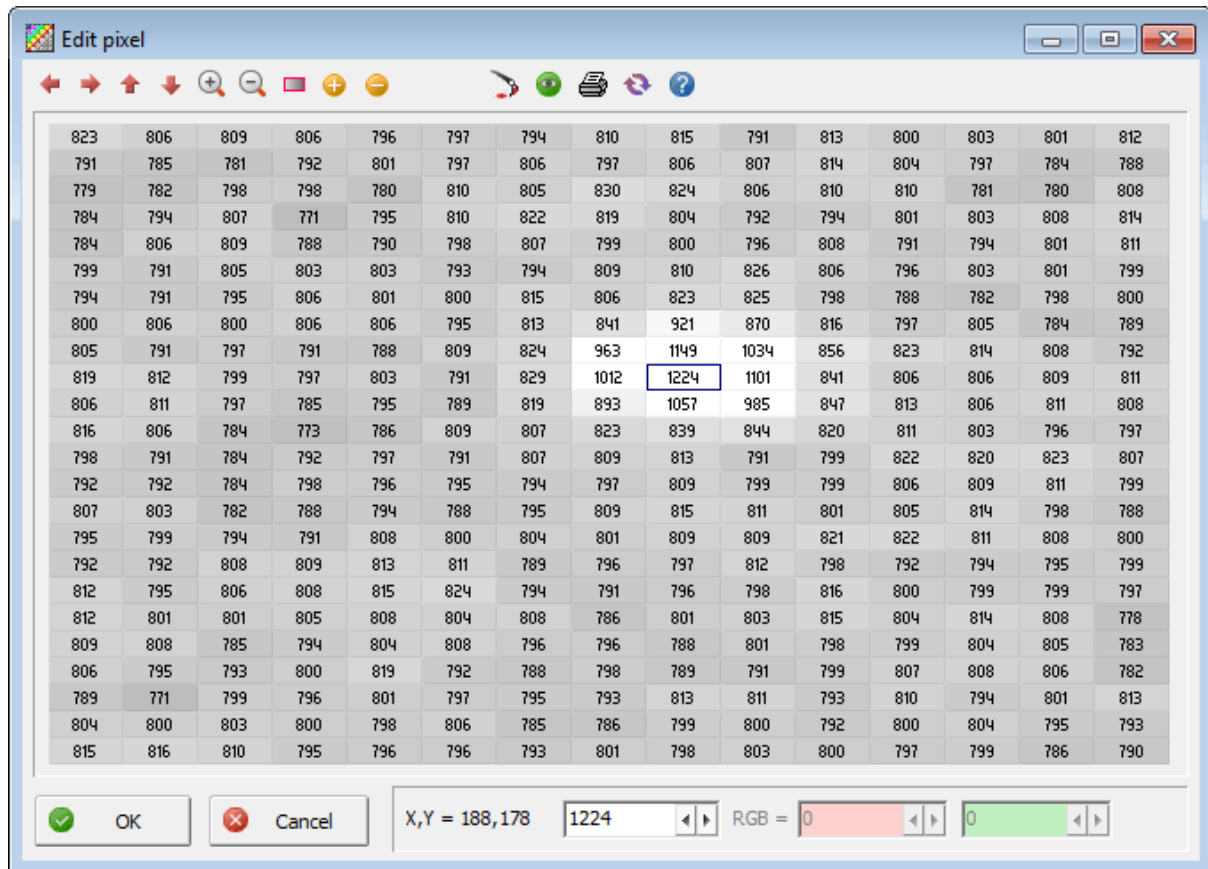 Edit pixel
823 806 809 806 796 797 794 810 815 791 813 800 803 801 812
791 785 781 792 801 797 806 797 806 807 814 804 797 784 788
779 782 798 798 780 810 805 830 824 806 810 810 781 780 808
784 794 807 771 795 810 822 819 804 792 794 801 803 808 814
784 806 809 788 790 798 807 799 800 796 808 791 794 801 811
799 791 805 803 803 793 794 809 810 826 806 796 803 801 799
794 791 795 806 801 800 815 806 823 825 798 788 782 798 800
800 806 800 806 806 795 813 841 921 870 816 797 805 784 789
805 791 797 791 788 809 824 963 1149 1034 856 823 814 808 792
819 812 799 797 803 791 829 1012 1224 1101 841 806 806 809 811
806 811 797 785 795 789 819 893 1057 985 847 813 806 811 808
816 806 784 773 786 809 807 823 839 844 820 811 803 796 797
798 791 784 792 797 791 807 809 813 791 799 822 820 823 807
792 792 784 798 796 795 794 797 809 799 799 806 809 811 799
807 803 782 788 794 788 795 809 815 811 801 805 814 798 788
795 799 794 791 808 800 804 801 809 809 821 822 811 808 800
792 792 808 809 813 811 789 796 797 812 798 792 794 795 799
812 795 806 808 815 824 794 791 796 798 816 800 799 799 797
812 801 801 805 808 804 808 786 801 803 815 804 814 808 778
809 808 785 794 804 808 796 796 788 801 798 799 804 805 783
806 795 793 800 819 792 788 798 789 791 799 807 808 806 782
789 771 799 796 801 797 795 793 813 811 793 810 794 801 813
804 800 803 800 798 806 785 786 799 800 792 800 804 795 793
815 816 810 795 796 796 793 801 798 803 800 797 799 786 790
OK Cancel X,Y = 188,178 1224 RGB = 0 0